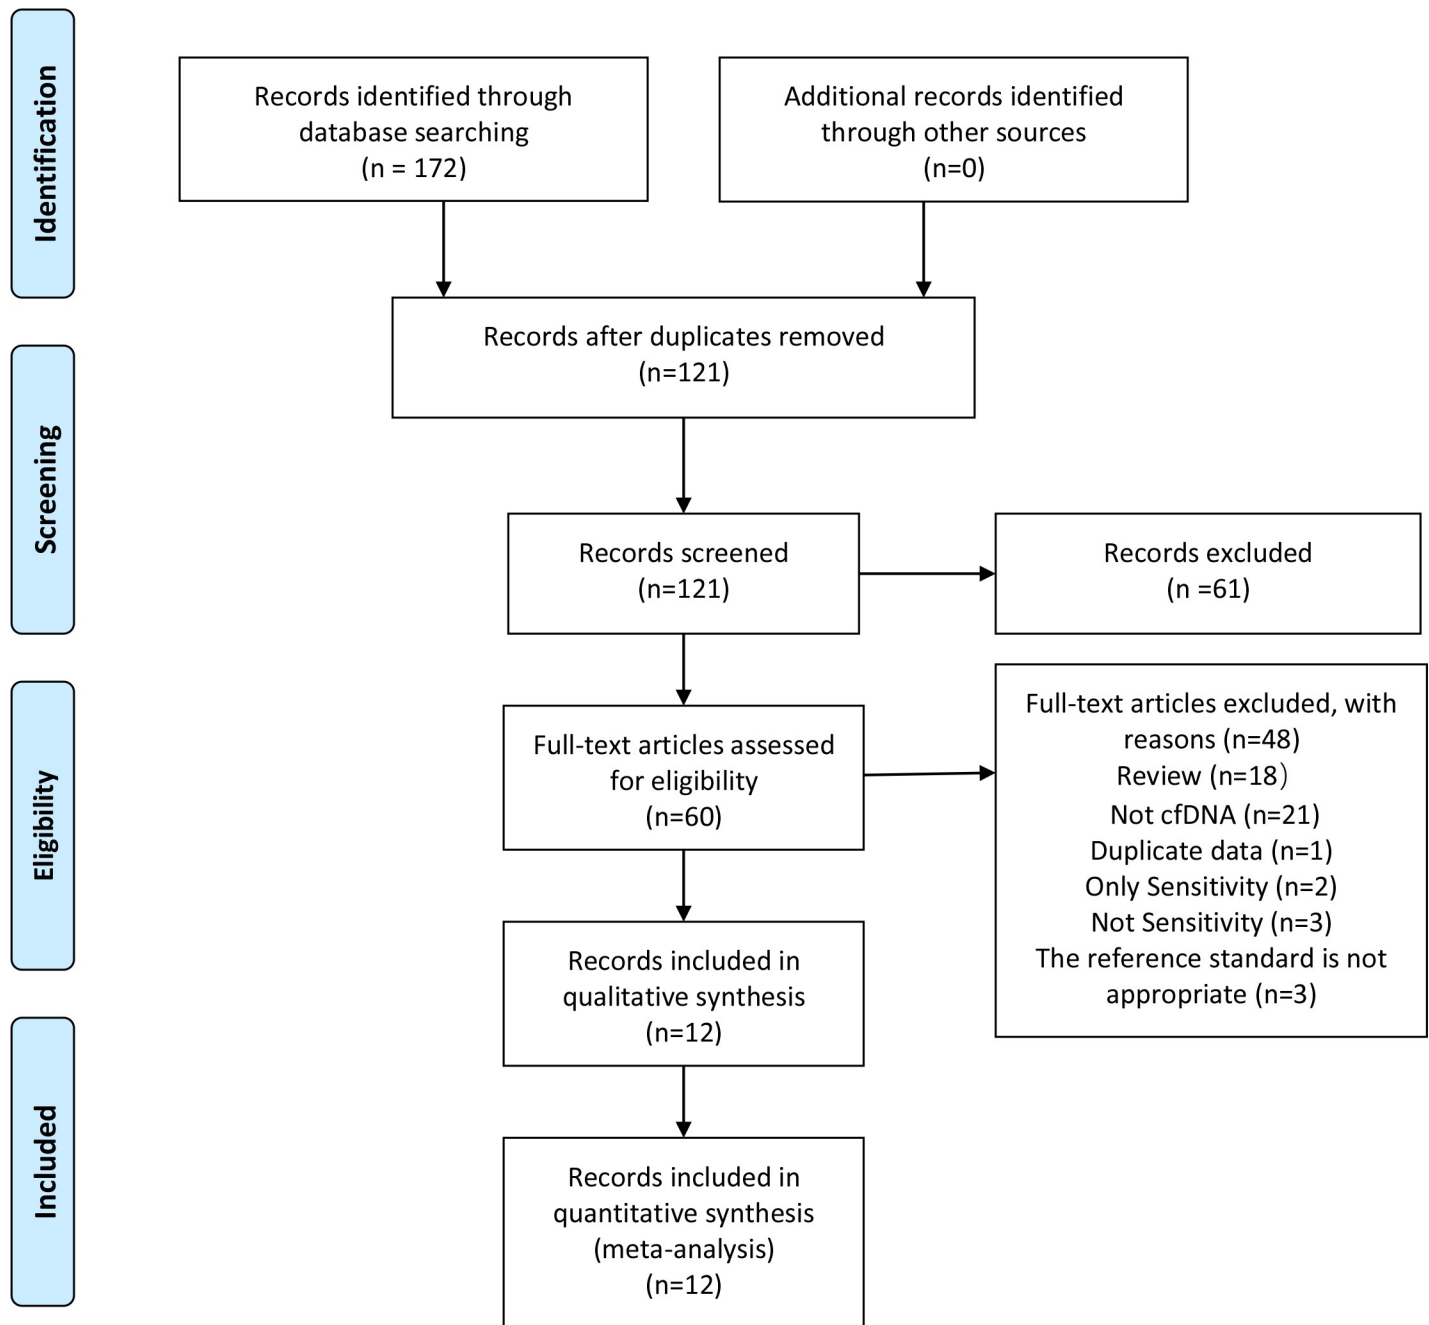 Identification
Records identified through
database searching
(n = 172)
Additional records identified
through other sources
(n=0)
Records after duplicates removed
(n=121)
Screening
Records screened
(n=121)
Records excluded
(n =61)
Eligibility
Full-text articles assessed
for eligibility
(n=60)
Full-text articles excluded, with
reasons (n=48)
Review (n=18）
Not cfDNA (n=21)
Duplicate data (n=1)
Only Sensitivity (n=2)
Not Sensitivity (n=3)
The reference standard is not
appropriate (n=3)
Records included in
qualitative synthesis
(n=12)
Included
Records included in
quantitative synthesis
(meta-analysis)
(n=12)